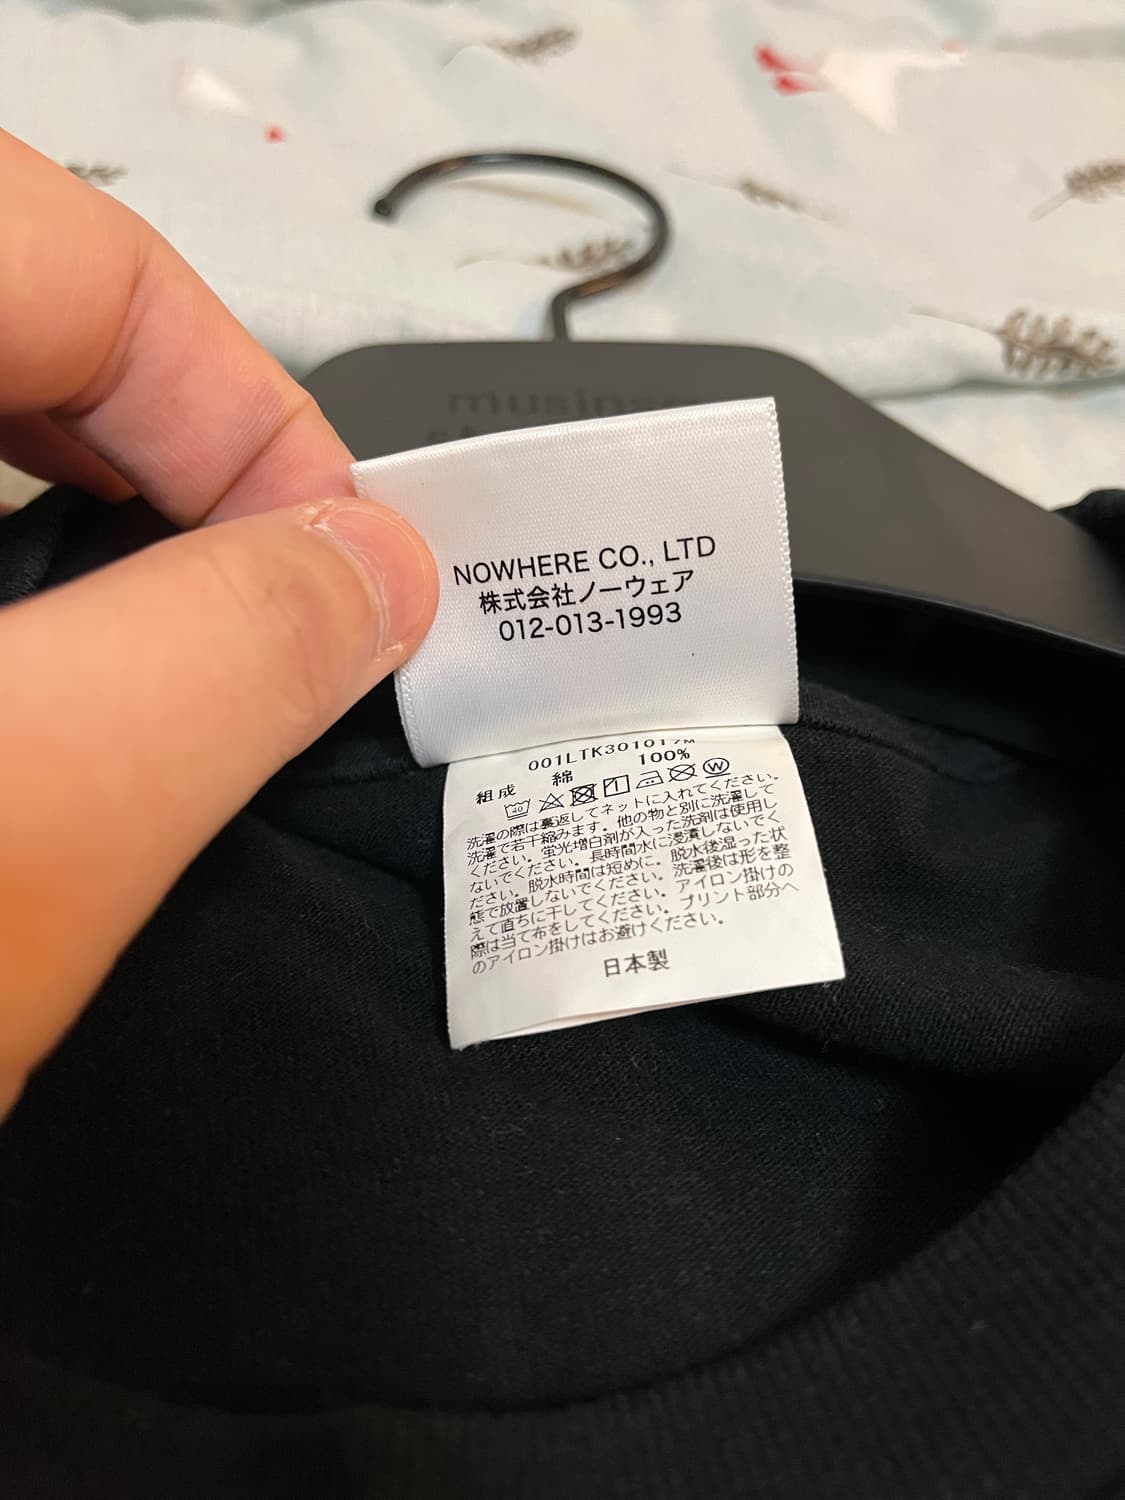 NOWHERE CO., LTD
株式会社ノーウェア
012-013-1993
組成 綿 100%
40
W
洗濯の際は裏返してネットに入れてください。
洗濯で若干縮みます。他の物と別に洗濯して
ください。蛍光増白剤が入った洗剤は使用し
ないでください。長時間水に浸漬しないでく
ださい。脱水時間は短めに。脱水後湿った状
態で放置しないでください。洗濯後は形を整
えて直ちに干してください。アイロン掛けの
際は当て布をしてください。プリント部分へ
のアイロン掛けはお避けください。
日本製